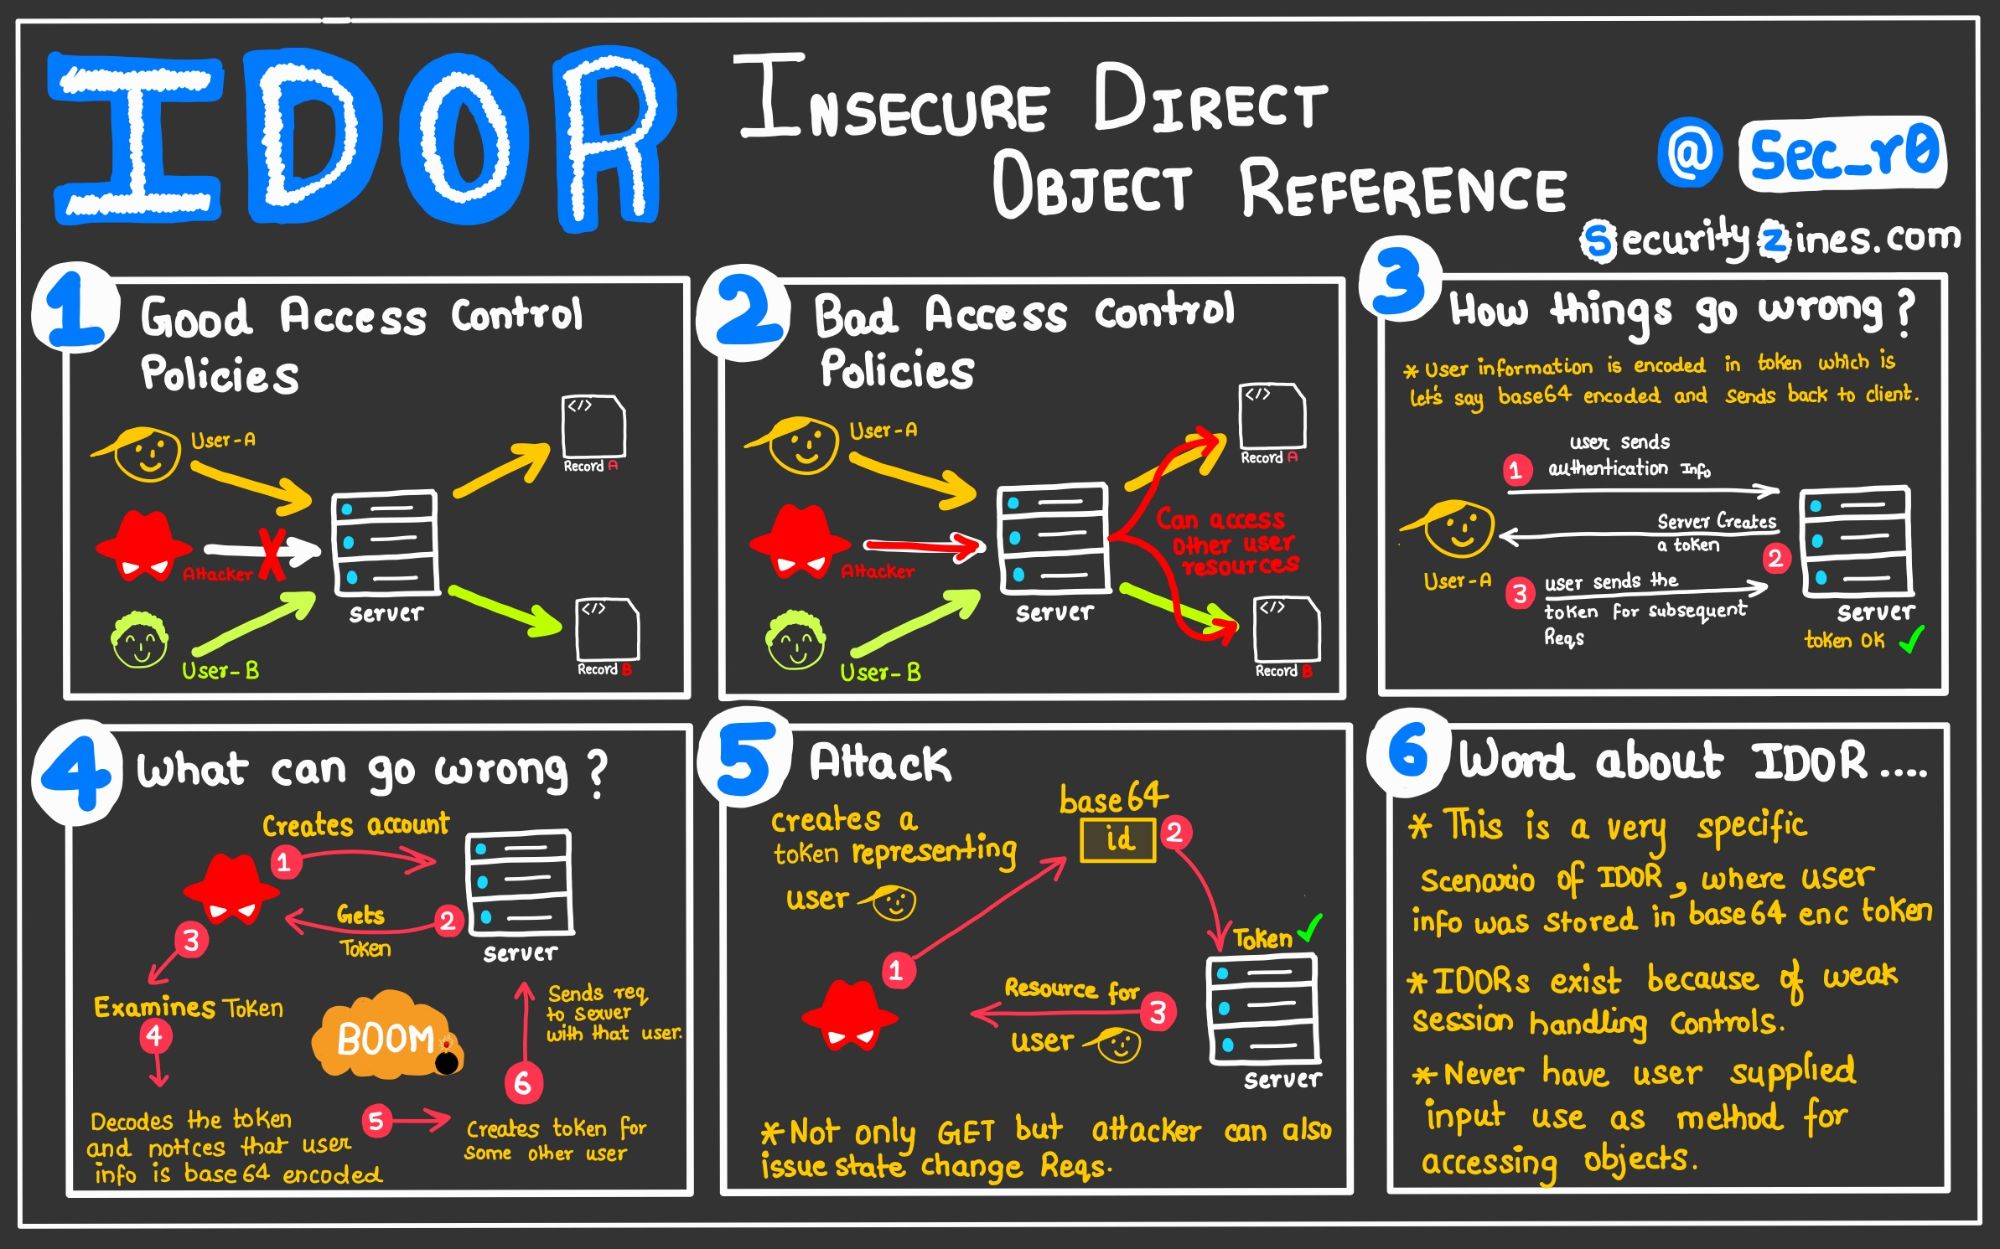 IDOR
INSECURE DIRECT
OBJECT REFERENCE
@ Sec_r0
SecurityZines.com
1
Good Access Control
Policies
User-A
</>
Record A
Attacker X
Server
User-B
</>
Record B
2
Bad Access Control
Policies
User-A
</>
Record A
Can access
other user
resources
Attacker
Server
User-B
</>
Record B
3
How things go wrong?
* User information is encoded in token which is
let's say base64 encoded and sends back to client.
user sends
1 authentication Info
Server Creates
a token
2
User-A
3 user sends the
token for subsequent
Reqs
Server
token OK
4
What can go wrong?
Creates account
1
Gets
Token
2
Server
3
Examines Token
4
Decodes the token
and notices that user
info is base64 encoded
5
Creates token for
some other user
6
Sends req
to server
with that user.
BOOM
5
Attack
creates a
token representing
user
base64
id
1
2
Token
Resource for
user
3
Server
* Not only GET but attacker can also
issue state change Reqs.
6
Word about IDOR....
* This is a very specific
Scenario of IDOR, where user
info was stored in base64 enc token
* IDORs exist because of weak
session handling controls.
* Never have user supplied
input use as method for
accessing objects.